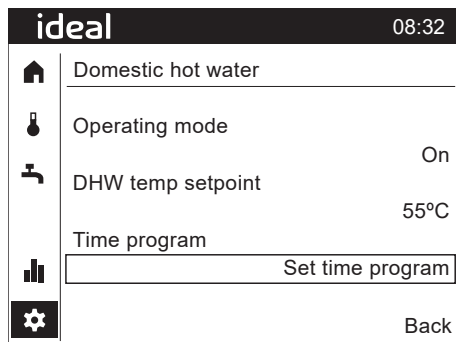 ideal 08:32
Domestic hot water
Operating mode
On
DHW temp setpoint
55ºC
Time program
Set time program
Back